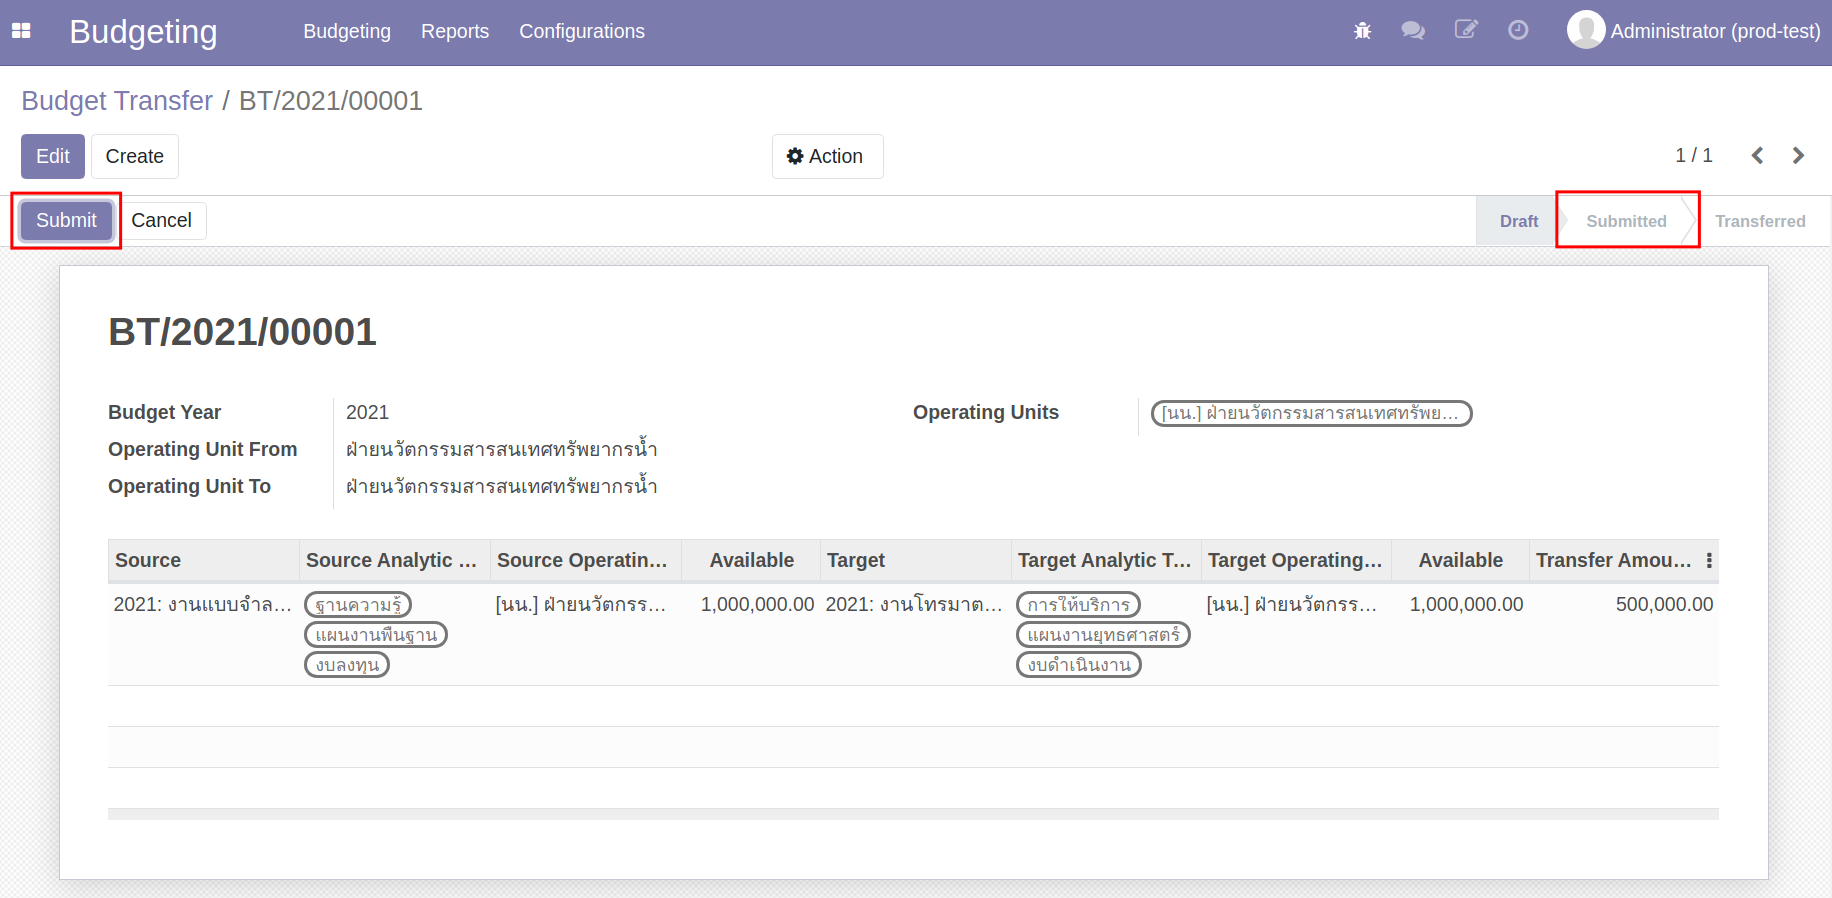 Budgeting Budgeting Reports Configurations Administrator (prod-test)
Budget Transfer / BT/2021/00001
Edit Create Action 1 / 1
Submit Cancel Draft Submitted Transferred
BT/2021/00001
Budget Year 2021 Operating Units [นน.] ฝ่ายนวัตกรรมสารสนเทศทรัพย...
Operating Unit From ฝ่ายนวัตกรรมสารสนเทศทรัพยากรน้ำ
Operating Unit To ฝ่ายนวัตกรรมสารสนเทศทรัพยากรน้ำ
Source Source Analytic ... Source Operatin... Available Target Target Analytic T... Target Operating... Available Transfer Amou...
2021: งานแบบจำล... ฐานความรู้ [นน.] ฝ่ายนวัตกรร... 1,000,000.00 2021: งานโทรมาต... การให้บริการ [นน.] ฝ่ายนวัตกรร... 1,000,000.00 500,000.00
แผนงานพื้นฐาน แผนงานยุทธศาสตร์
งบลงทุน งบดำเนินงาน